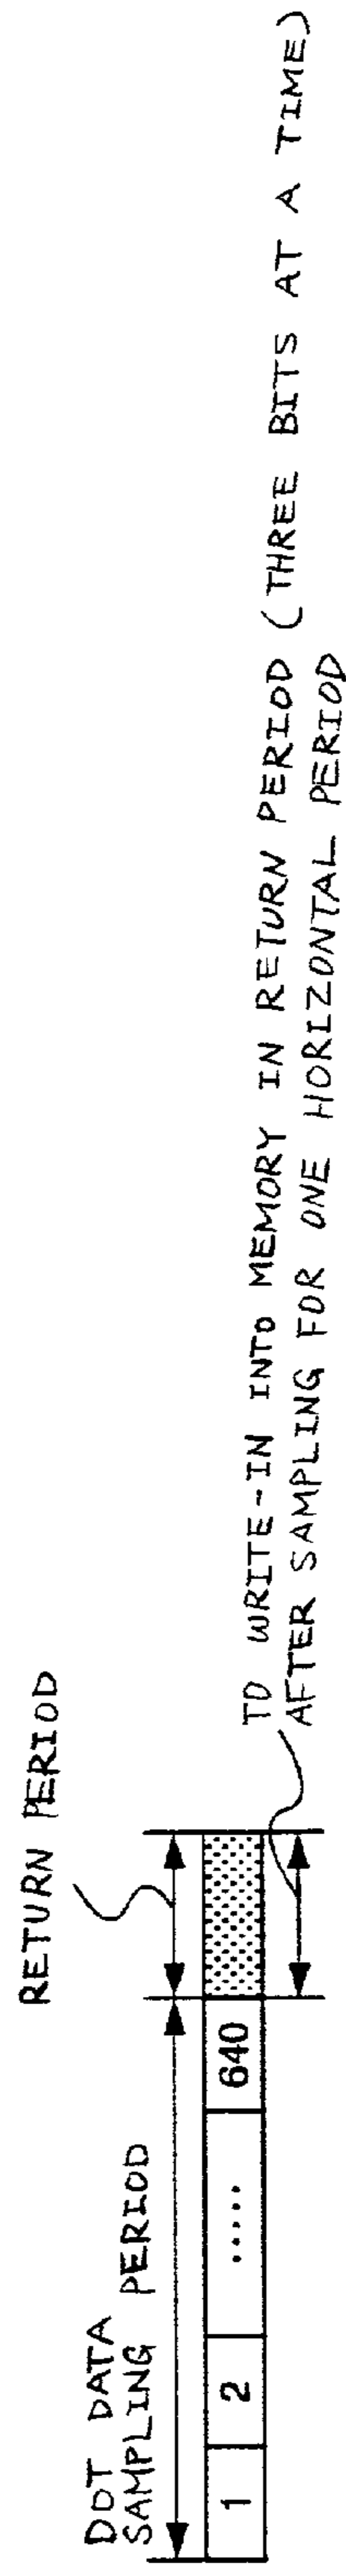 RETURN PERIOD
DOT DATA
SAMPLING PERIOD
1 2 ..... 640
TO WRITE-IN INTO MEMORY IN RETURN PERIOD (THREE BITS AT A TIME)
AFTER SAMPLING FOR ONE HORIZONTAL PERIOD